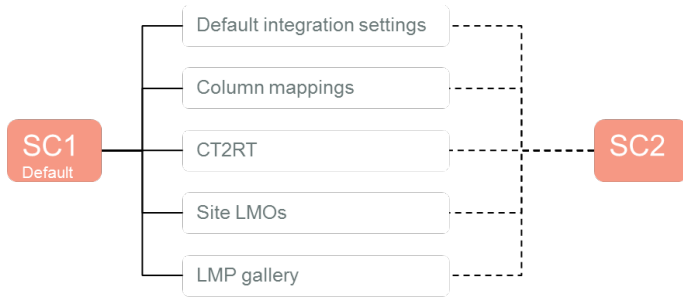 Default integration settings
Column mappings
SC1
Default
CT2RT
SC2
Site LMOs
LMP gallery